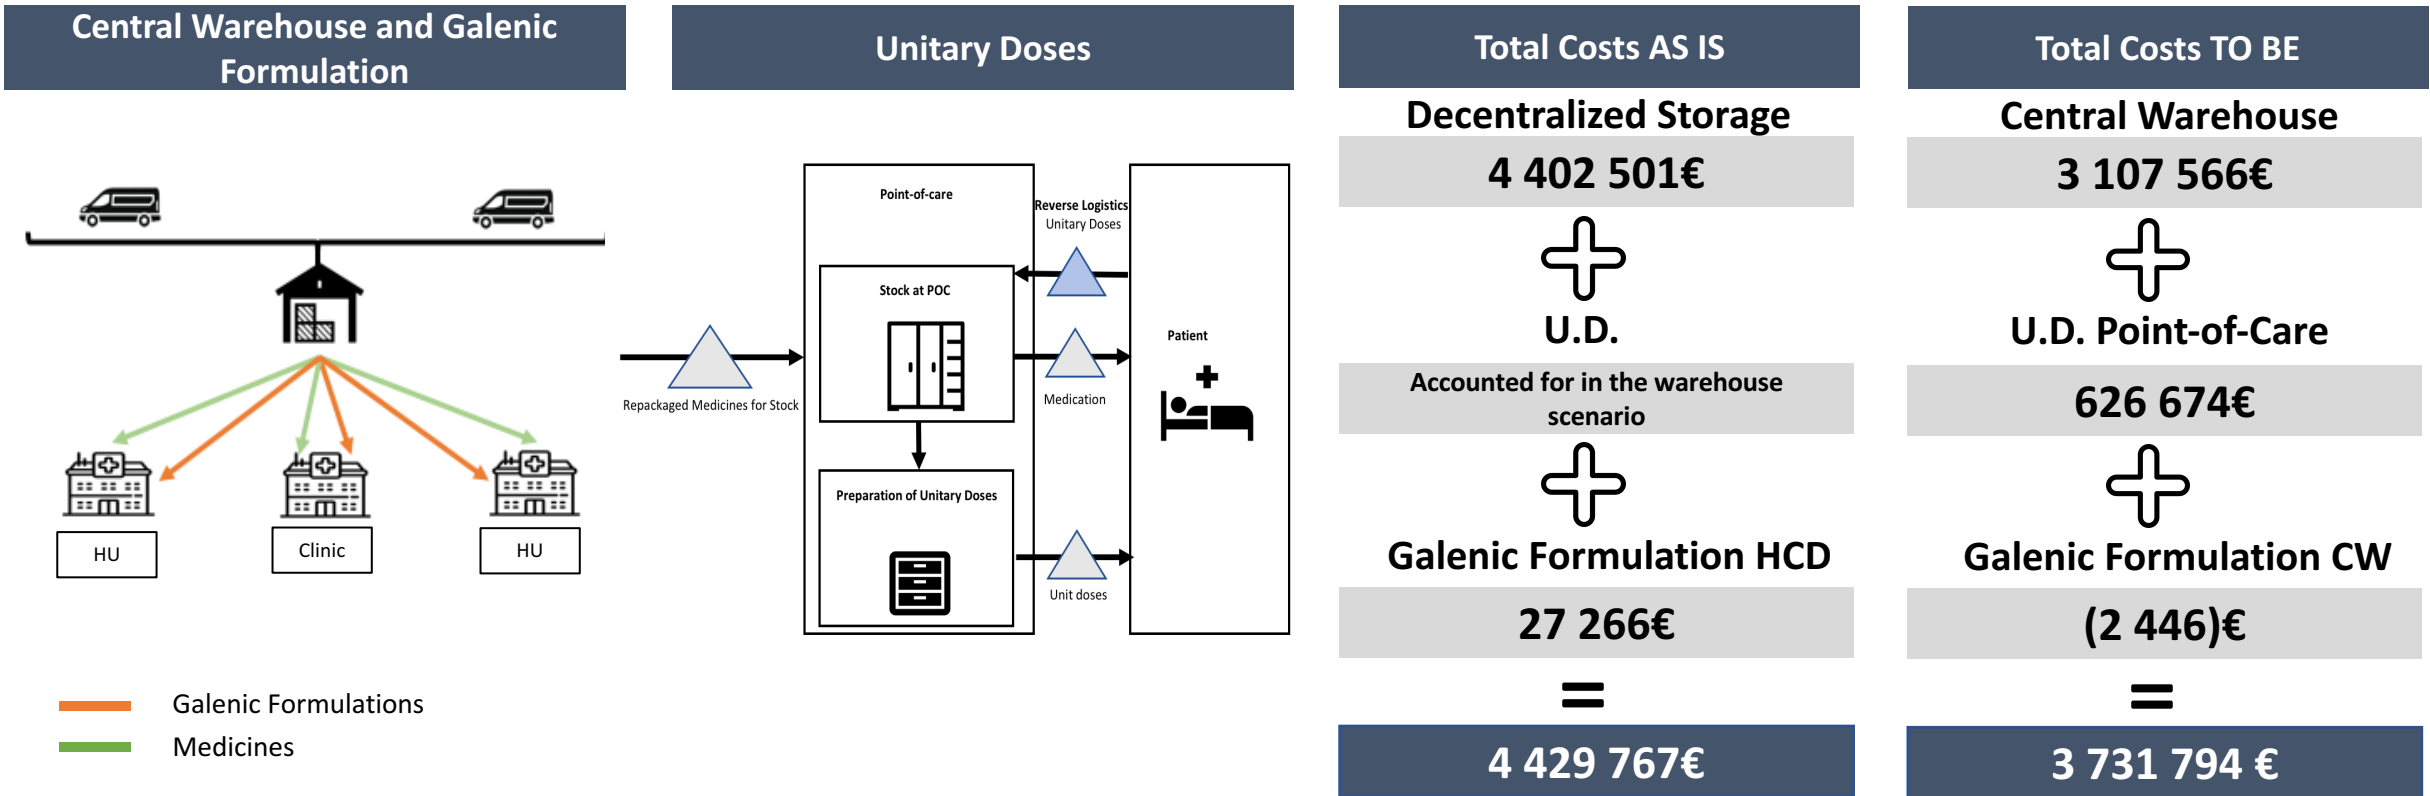 Central Warehouse and Galenic
Formulation
HU
Clinic
HU
Galenic Formulations
Medicines
Unitary Doses
Repackaged Medicines for Stock
Point-of-care
Stock at POC
Preparation of Unitary Doses
Reverse Logistics
Unitary Doses
Medication
Unit doses
Patient
Total Costs AS IS
Decentralized Storage
4 402 501€
U.D.
Accounted for in the warehouse
scenario
Galenic Formulation HCD
27 266€
=
4 429 767€
Total Costs TO BE
Central Warehouse
3 107 566€
U.D. Point-of-Care
626 674€
Galenic Formulation CW
(2 446)€
=
3 731 794 €